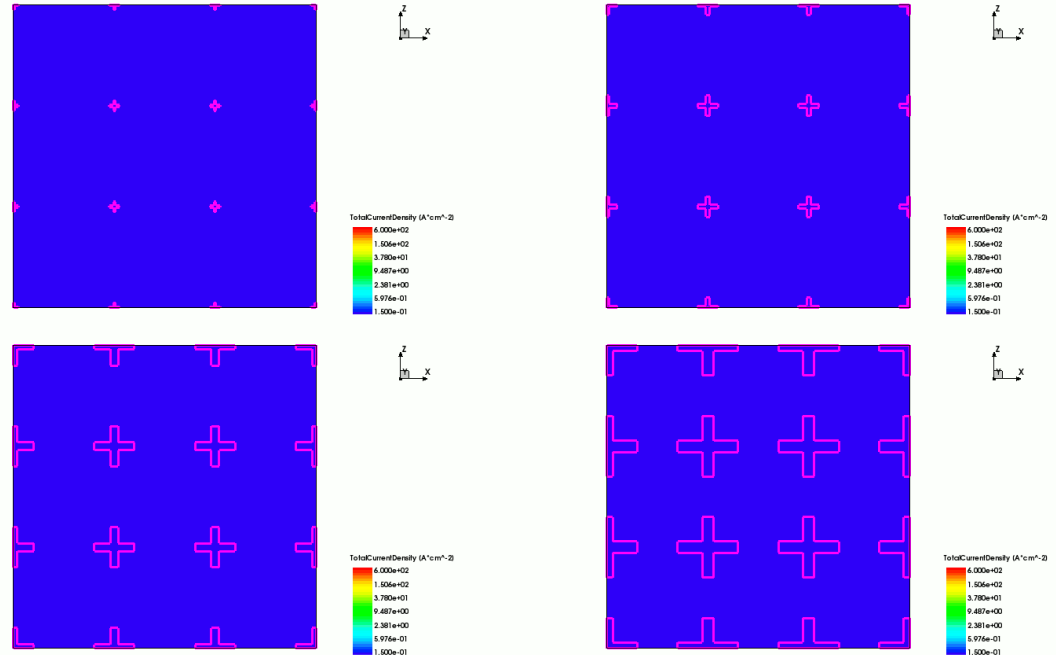 Z
Y X
TotalCurrentDensity (A*cm^-2)
6.000e+02
1.506e+02
3.780e+01
9.487e+00
2.381e+00
5.976e-01
1.500e-01
Z
Y X
TotalCurrentDensity (A*cm^-2)
6.000e+02
1.506e+02
3.780e+01
9.487e+00
2.381e+00
5.976e-01
1.500e-01
Z
Y X
TotalCurrentDensity (A*cm^-2)
6.000e+02
1.506e+02
3.780e+01
9.487e+00
2.381e+00
5.976e-01
1.500e-01
Z
Y X
TotalCurrentDensity (A*cm^-2)
6.000e+02
1.506e+02
3.780e+01
9.487e+00
2.381e+00
5.976e-01
1.500e-01